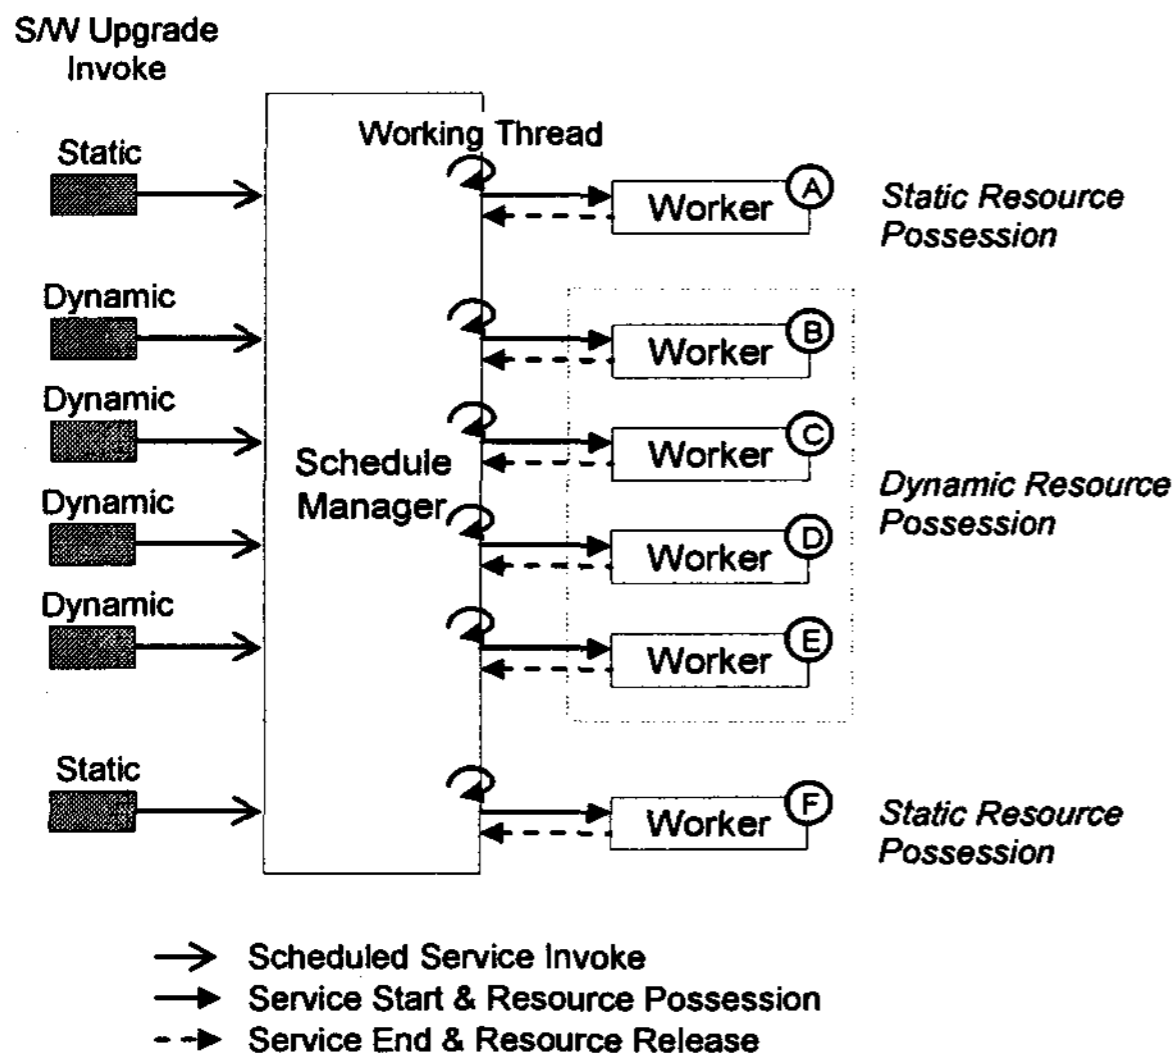 S/W Upgrade
Invoke
Working Thread
Static
Worker
A
Static Resource
Possession
Dynamic
Worker
B
Dynamic
Worker
C
Schedule
Manager
Dynamic Resource
Possession
Dynamic
Worker
D
Dynamic
Worker
E
Static
Worker
F
Static Resource
Possession
Scheduled Service Invoke
Service Start & Resource Possession
Service End & Resource Release